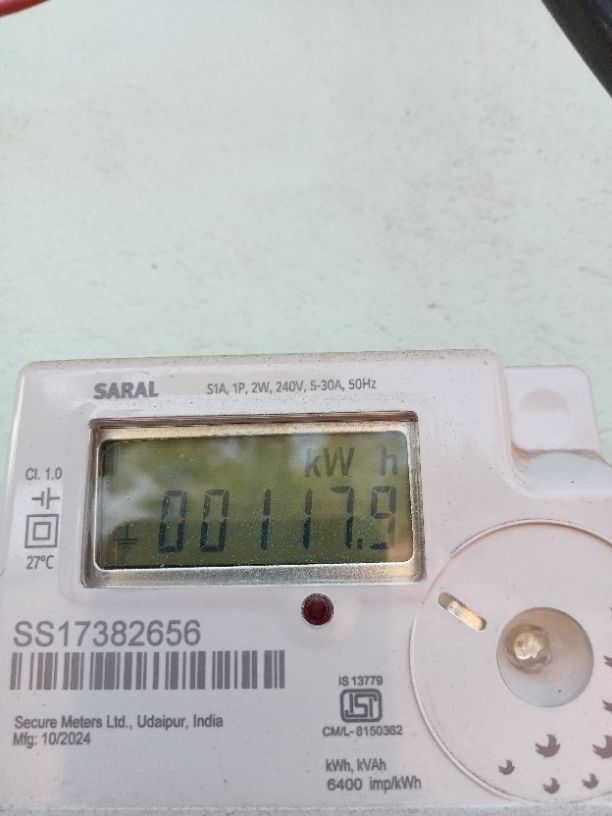 SARAL S1A, 1P, 2W, 240V, 5-30A, 50Hz
kW h
Cl. 1.0
00117.9
27°C
SS17382656
IS 13779
Secure Meters Ltd., Udaipur, India
Mfg: 10/2024
CM/L- 8150362
kWh, kVAh
6400 imp/kWh